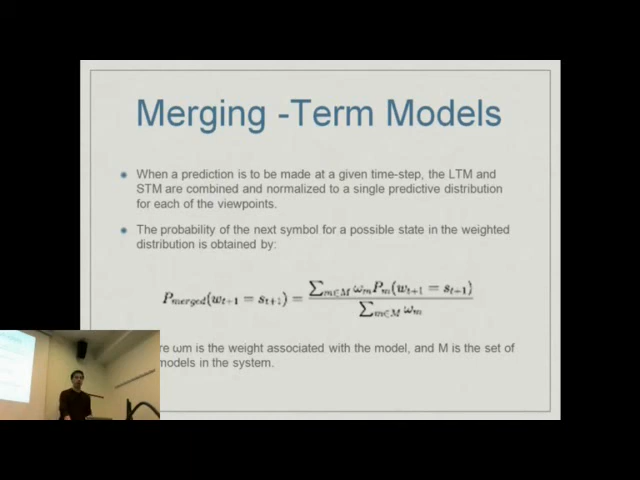 Merging -Term Models
When a prediction is to be made at a given time-step, the LTM and
STM are combined and normalized to a single predictive distribution
for each of the viewpoints.
The probability of the next symbol for a possible state in the weighted
distribution is obtained by:
P_merged(w_{t+1} = s_{t+1}) = ∑_{m∈M} ω_m P_m(w_{t+1} = s_{t+1}) / ∑_{m∈M} ω_m
re ωm is the weight associated with the model, and M is the set of
models in the system.